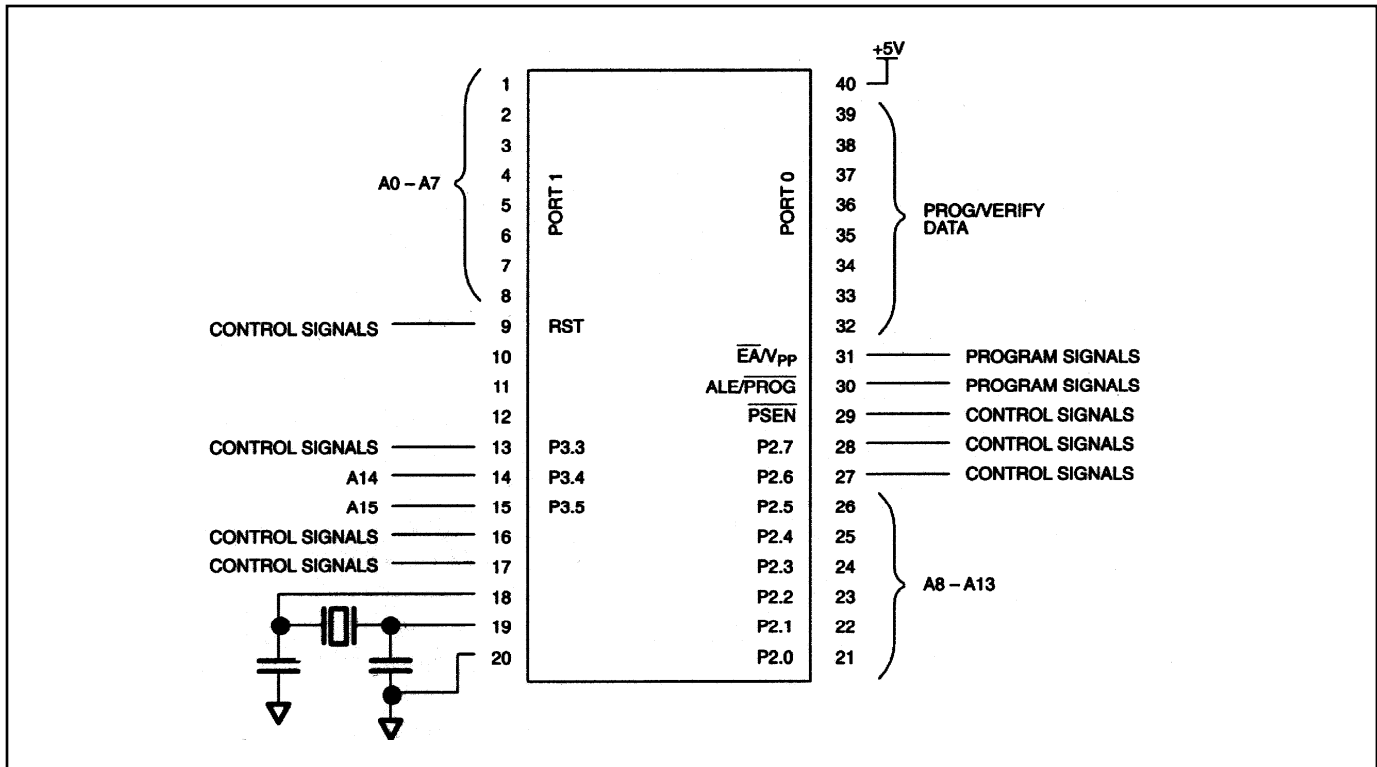 +5V
1 40
2 39
3 38
A0 – A7 4 PORT 1 PORT 0 37
5 36 PROG/VERIFY
6 35 DATA
7 34
8 33
CONTROL SIGNALS 9 RST 32
10 EA/VPP 31 PROGRAM SIGNALS
11 ALE/PROG 30 PROGRAM SIGNALS
12 PSEN 29 CONTROL SIGNALS
CONTROL SIGNALS 13 P3.3 P2.7 28 CONTROL SIGNALS
A14 14 P3.4 P2.6 27 CONTROL SIGNALS
A15 15 P3.5 P2.5 26
CONTROL SIGNALS 16 P2.4 25
CONTROL SIGNALS 17 P2.3 24 A8 – A13
18 P2.2 23
19 P2.1 22
20 P2.0 21